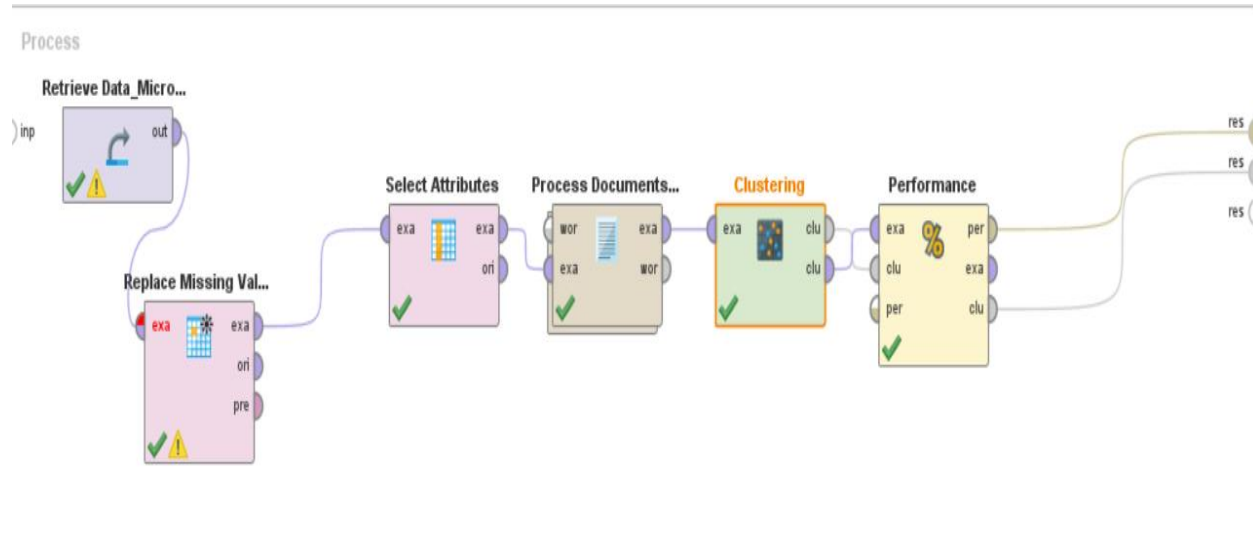 Process
Retrieve Data_Micro...
inp
out
Replace Missing Val...
exa exa
ori
pre
Select Attributes
exa exa
ori
Process Documents...
wor exa
exa wor
Clustering
exa clu
clu
Performance
exa per
clu exa
per clu
%
res
res
res